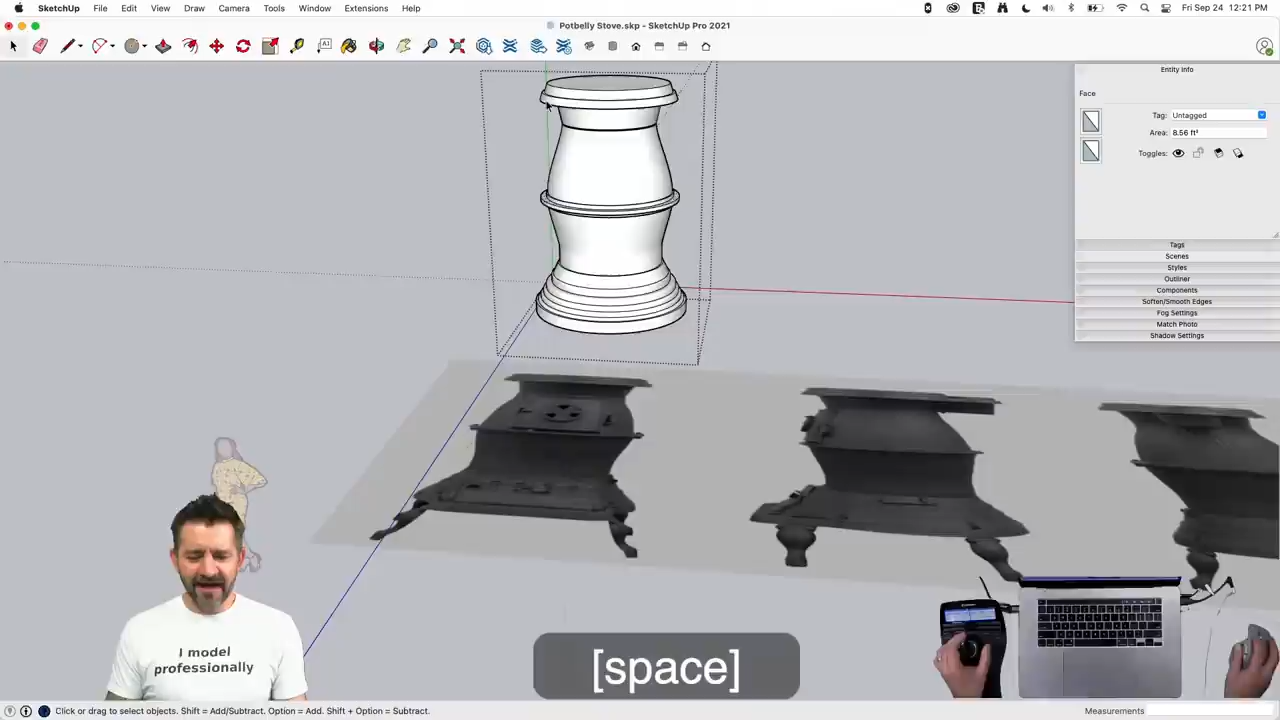 SketchUp File Edit View Draw Camera Tools Window Extensions Help Fri Sep 24 12:21 PM
Potbelly Stove.skp - SketchUp Pro 2021
Entity Info
Face
Tag: Untagged
Area: 8.56 ft²
Toggles:
Tags
Scenes
Styles
Outliner
Components
Soften/Smooth Edges
Fog Settings
Match Photo
Shadow Settings
I model
professionally
[space]
Click or drag to select objects. Shift = Add/Subtract. Option = Add. Shift + Option = Subtract. Measurements